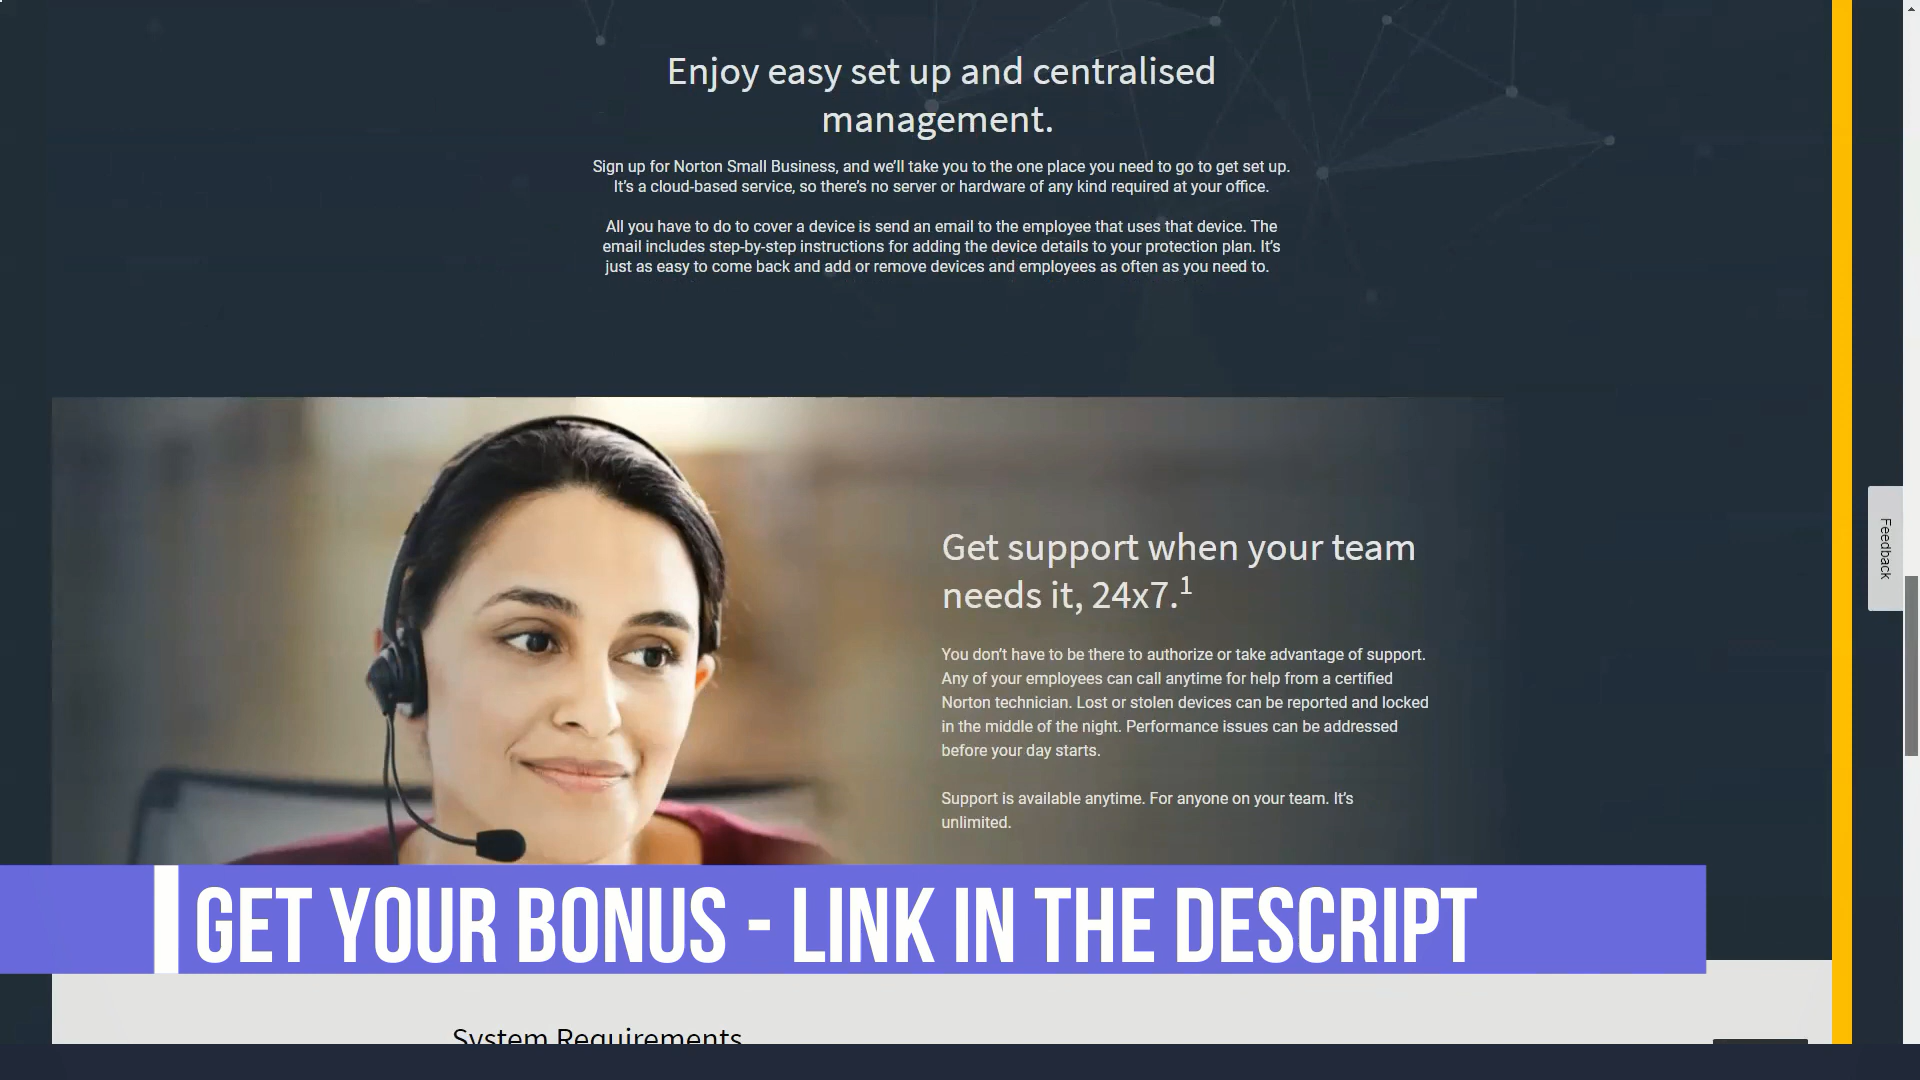 Enjoy easy set up and centralised
management.
Sign up for Norton Small Business, and we'll take you to the one place you need to go to get set up.
It's a cloud-based service, so there's no server or hardware of any kind required at your office.
All you have to do to cover a device is send an email to the employee that uses that device. The
email includes step-by-step instructions for adding the device details to your protection plan. It's
just as easy to come back and add or remove devices and employees as often as you need to.
Feedback
Get support when your team
needs it, 24x7.¹
You don't have to be there to authorize or take advantage of support.
Any of your employees can call anytime for help from a certified
Norton technician. Lost or stolen devices can be reported and locked
in the middle of the night. Performance issues can be addressed
before your day starts.
Support is available anytime. For anyone on your team. It's
unlimited.
GET YOUR BONUS - LINK IN THE DESCRIPT
System Requirements